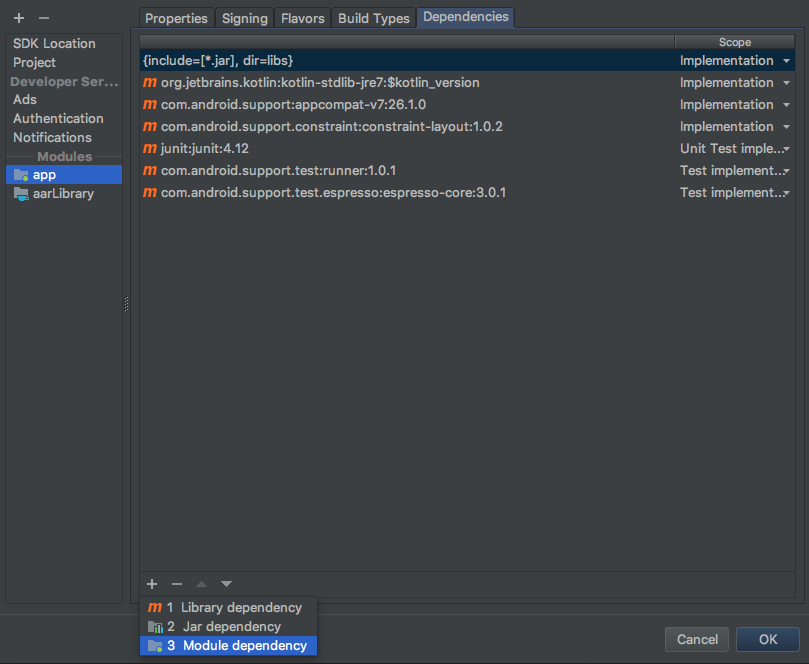 Properties Signing Flavors Build Types Dependencies
SDK Location
Project
Developer Ser...
Ads
Authentication
Notifications
Modules
app
aarLibrary
Scope
{include=[*.jar], dir=libs} Implementation
m org.jetbrains.kotlin:kotlin-stdlib-jre7:$kotlin_version Implementation
m com.android.support:appcompat-v7:26.1.0 Implementation
m com.android.support.constraint:constraint-layout:1.0.2 Implementation
m junit:junit:4.12 Unit Test imple...
m com.android.support.test:runner:1.0.1 Test implement...
m com.android.support.test.espresso:espresso-core:3.0.1 Test implement...
m 1 Library dependency
2 Jar dependency
3 Module dependency
Cancel OK